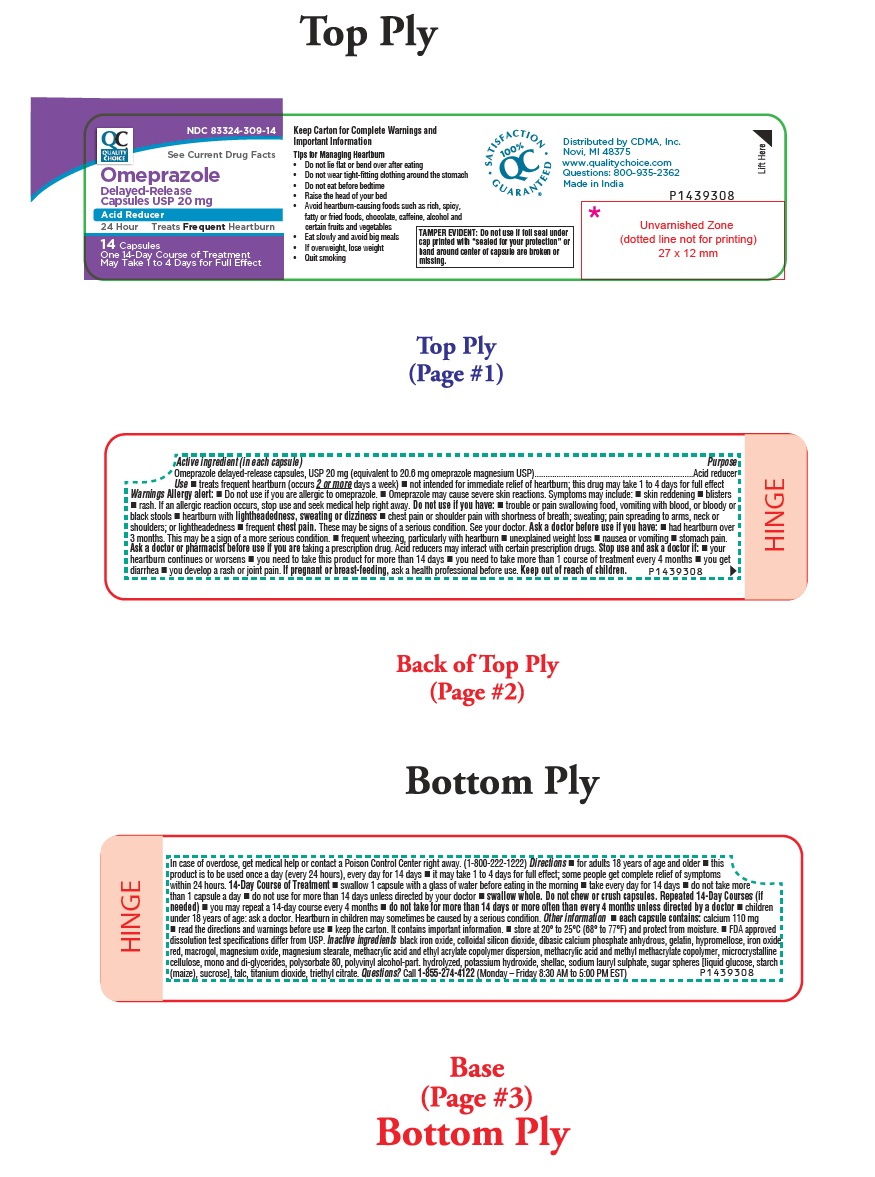 Top Ply
NDC 83324-309-14
QC
QUALITY
CHOICE
See Current Drug Facts
Omeprazole
Delayed-Release
Capsules USP 20 mg
Acid Reducer
24 Hour Treats Frequent Heartburn
14 Capsules
One 14-Day Course of Treatment
May Take 1 to 4 Days for Full Effect
Keep Carton for Complete Warnings and
Important Information
Tips for Managing Heartburn
• Do not lie flat or bend over after eating
• Do not wear tight-fitting clothing around the stomach
• Do not eat before bedtime
• Raise the head of your bed
• Avoid heartburn-causing foods such as rich, spicy,
fatty or fried foods, chocolate, caffeine, alcohol and
certain fruits and vegetables
• Eat slowly and avoid big meals
• If overweight, lose weight
• Quit smoking
TAMPER EVIDENT: Do not use if foil seal under
cap printed with "sealed for your protection" or
band around center of capsule are broken or
missing.
SATISFACTION
100%
QC
GUARANTEED
®
Distributed by CDMA, Inc.
Novi, MI 48375
www.qualitychoice.com
Questions: 800-935-2362
Made in India
Lift Here
P1439308
*
Unvarnished Zone
(dotted line not for printing)
27 x 12 mm
Top Ply
(Page #1)
Active ingredient (in each capsule) Purpose
Omeprazole delayed-release capsules, USP 20 mg (equivalent to 20.6 mg omeprazole magnesium USP)....Acid reducer
Use ■ treats frequent heartburn (occurs 2 or more days a week) ■ not intended for immediate relief of heartburn; this drug may take 1 to 4 days for full effect
Warnings Allergy alert: ■ Do not use if you are allergic to omeprazole. ■ Omeprazole may cause severe skin reactions. Symptoms may include: ■ skin reddening ■ blisters
■ rash. If an allergic reaction occurs, stop use and seek medical help right away. Do not use if you have: ■ trouble or pain swallowing food, vomiting with blood, or bloody or
black stools ■ heartburn with lightheadedness, sweating or dizziness ■ chest pain or shoulder pain with shortness of breath; sweating; pain spreading to arms, neck or
shoulders; or lightheadedness ■ frequent chest pain. These may be signs of a serious condition. See your doctor. Ask a doctor before use if you have: ■ had heartburn over
3 months. This may be a sign of a more serious condition. ■ frequent wheezing, particularly with heartburn ■ unexplained weight loss ■ nausea or vomiting ■ stomach pain.
Ask a doctor or pharmacist before use if you are taking a prescription drug. Acid reducers may interact with certain prescription drugs. Stop use and ask a doctor if: ■ your
heartburn continues or worsens ■ you need to take this product for more than 14 days ■ you need to take more than 1 course of treatment every 4 months ■ you get
diarrhea ■ you develop a rash or joint pain. If pregnant or breast-feeding, ask a health professional before use. Keep out of reach of children. P1439308
HINGE
Back of Top Ply
(Page #2)
Bottom Ply
HINGE
In case of overdose, get medical help or contact a Poison Control Center right away. (1-800-222-1222) Directions ■ for adults 18 years of age and older ■ this
product is to be used once a day (every 24 hours), every day for 14 days ■ it may take 1 to 4 days for full effect; some people get complete relief of symptoms
within 24 hours. 14-Day Course of Treatment ■ swallow 1 capsule with a glass of water before eating in the morning ■ take every day for 14 days ■ do not take more
than 1 capsule a day ■ do not use for more than 14 days unless directed by your doctor ■ swallow whole. Do not chew or crush capsules. Repeated 14-Day Courses (if
needed) ■ you may repeat a 14-day course every 4 months ■ do not take for more than 14 days or more often than every 4 months unless directed by a doctor ■ children
under 18 years of age: ask a doctor. Heartburn in children may sometimes be caused by a serious condition. Other information ■ each capsule contains: calcium 110 mg
■ read the directions and warnings before use ■ keep the carton. It contains important information. ■ store at 20° to 25°C (68° to 77°F) and protect from moisture. ■ FDA approved
dissolution test specifications differ from USP. Inactive ingredients black iron oxide, colloidal silicon dioxide, dibasic calcium phosphate anhydrous, gelatin, hypromellose, iron oxide
red, macrogol, magnesium oxide, magnesium stearate, methacrylic acid and ethyl acrylate copolymer dispersion, methacrylic acid and methyl methacrylate copolymer, microcrystalline
cellulose, mono and di-glycerides, polysorbate 80, polyvinyl alcohol-part. hydrolyzed, potassium hydroxide, shellac, sodium lauryl sulphate, sugar spheres [liquid glucose, starch
(maize), sucrose], talc, titanium dioxide, triethyl citrate. Questions? Call 1-855-274-4122 (Monday – Friday 8:30 AM to 5:00 PM EST) P1439308
Base
(Page #3)
Bottom Ply